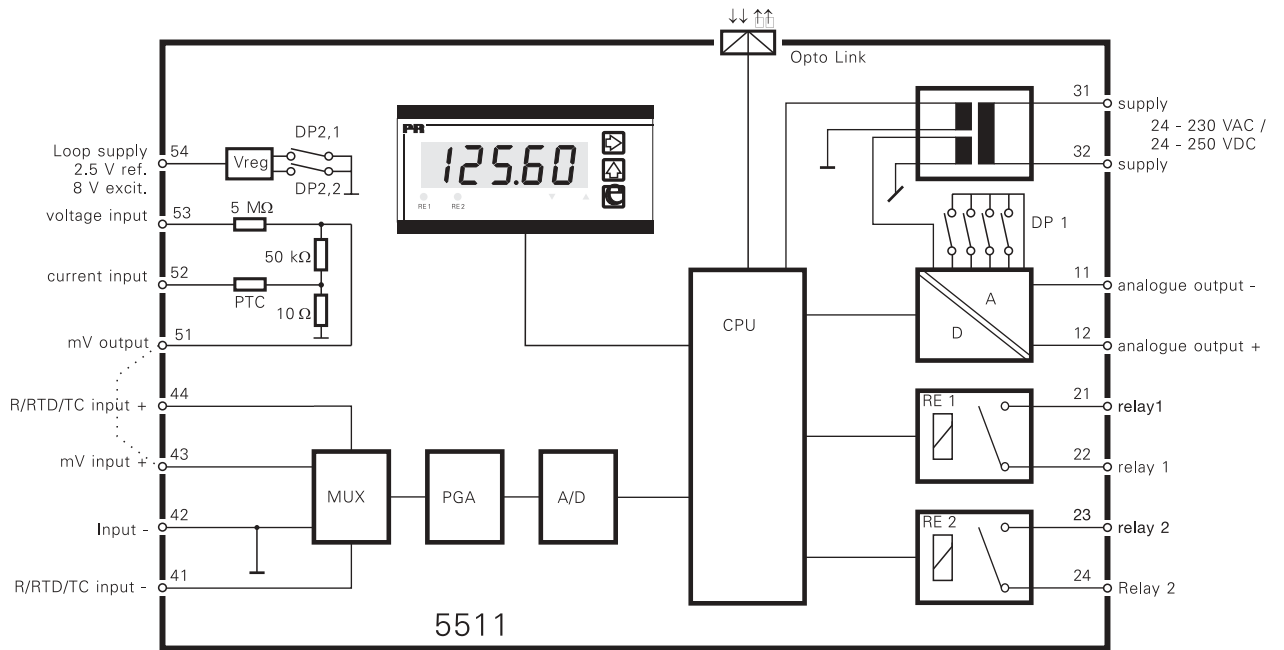 ↓↓ ↑↑
Opto Link
PR
125.60
RE1 RE2
Loop supply
2.5 V ref.
8 V excit.
54
Vreg
DP2,1
DP2,2
voltage input
53
5 MΩ
50 kΩ
current input
52
PTC
10 Ω
mV output
51
R/RTD/TC input +
44
mV input +
43
Input -
42
R/RTD/TC input -
41
MUX
PGA
A/D
CPU
5511
31
supply
24 - 230 VAC /
24 - 250 VDC
32
supply
DP 1
A
D
11
analogue output -
12
analogue output +
RE 1
21
relay1
22
relay 1
RE 2
23
relay 2
24
Relay 2